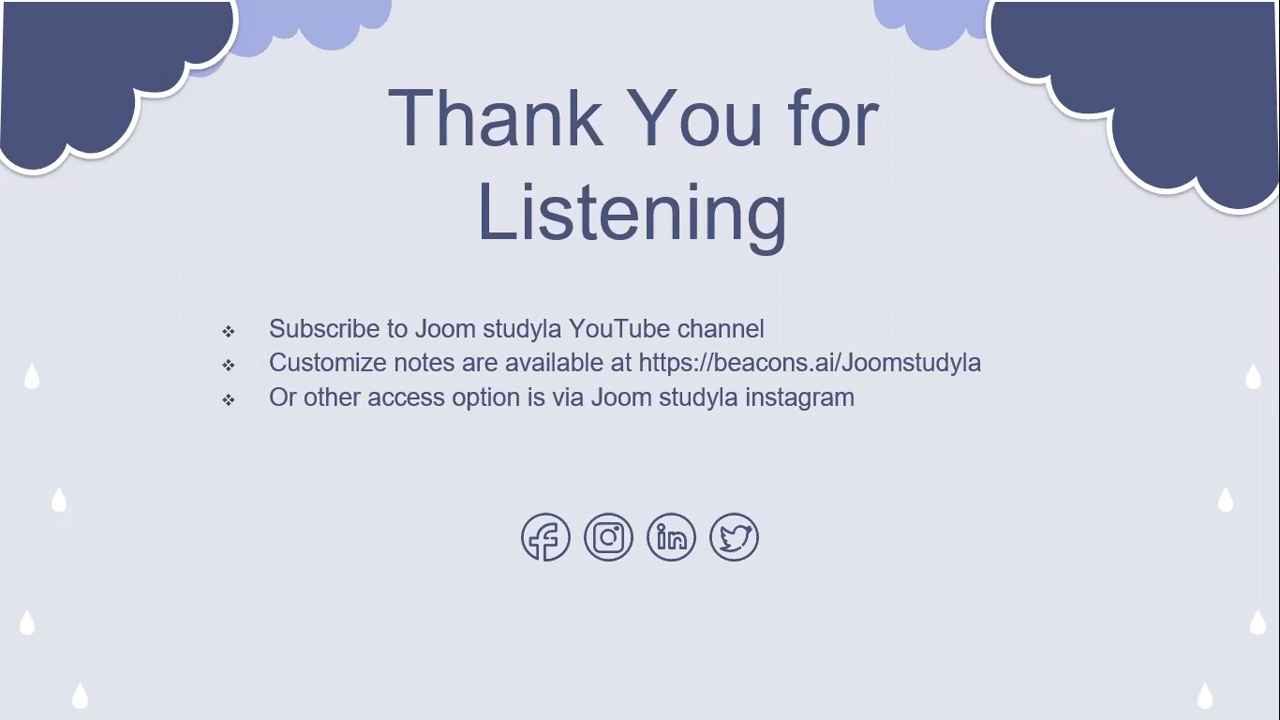 Thank You for
Listening
❖ Subscribe to Joom studyla YouTube channel
❖ Customize notes are available at https://beacons.ai/Joomstudyla
❖ Or other access option is via Joom studyla instagram